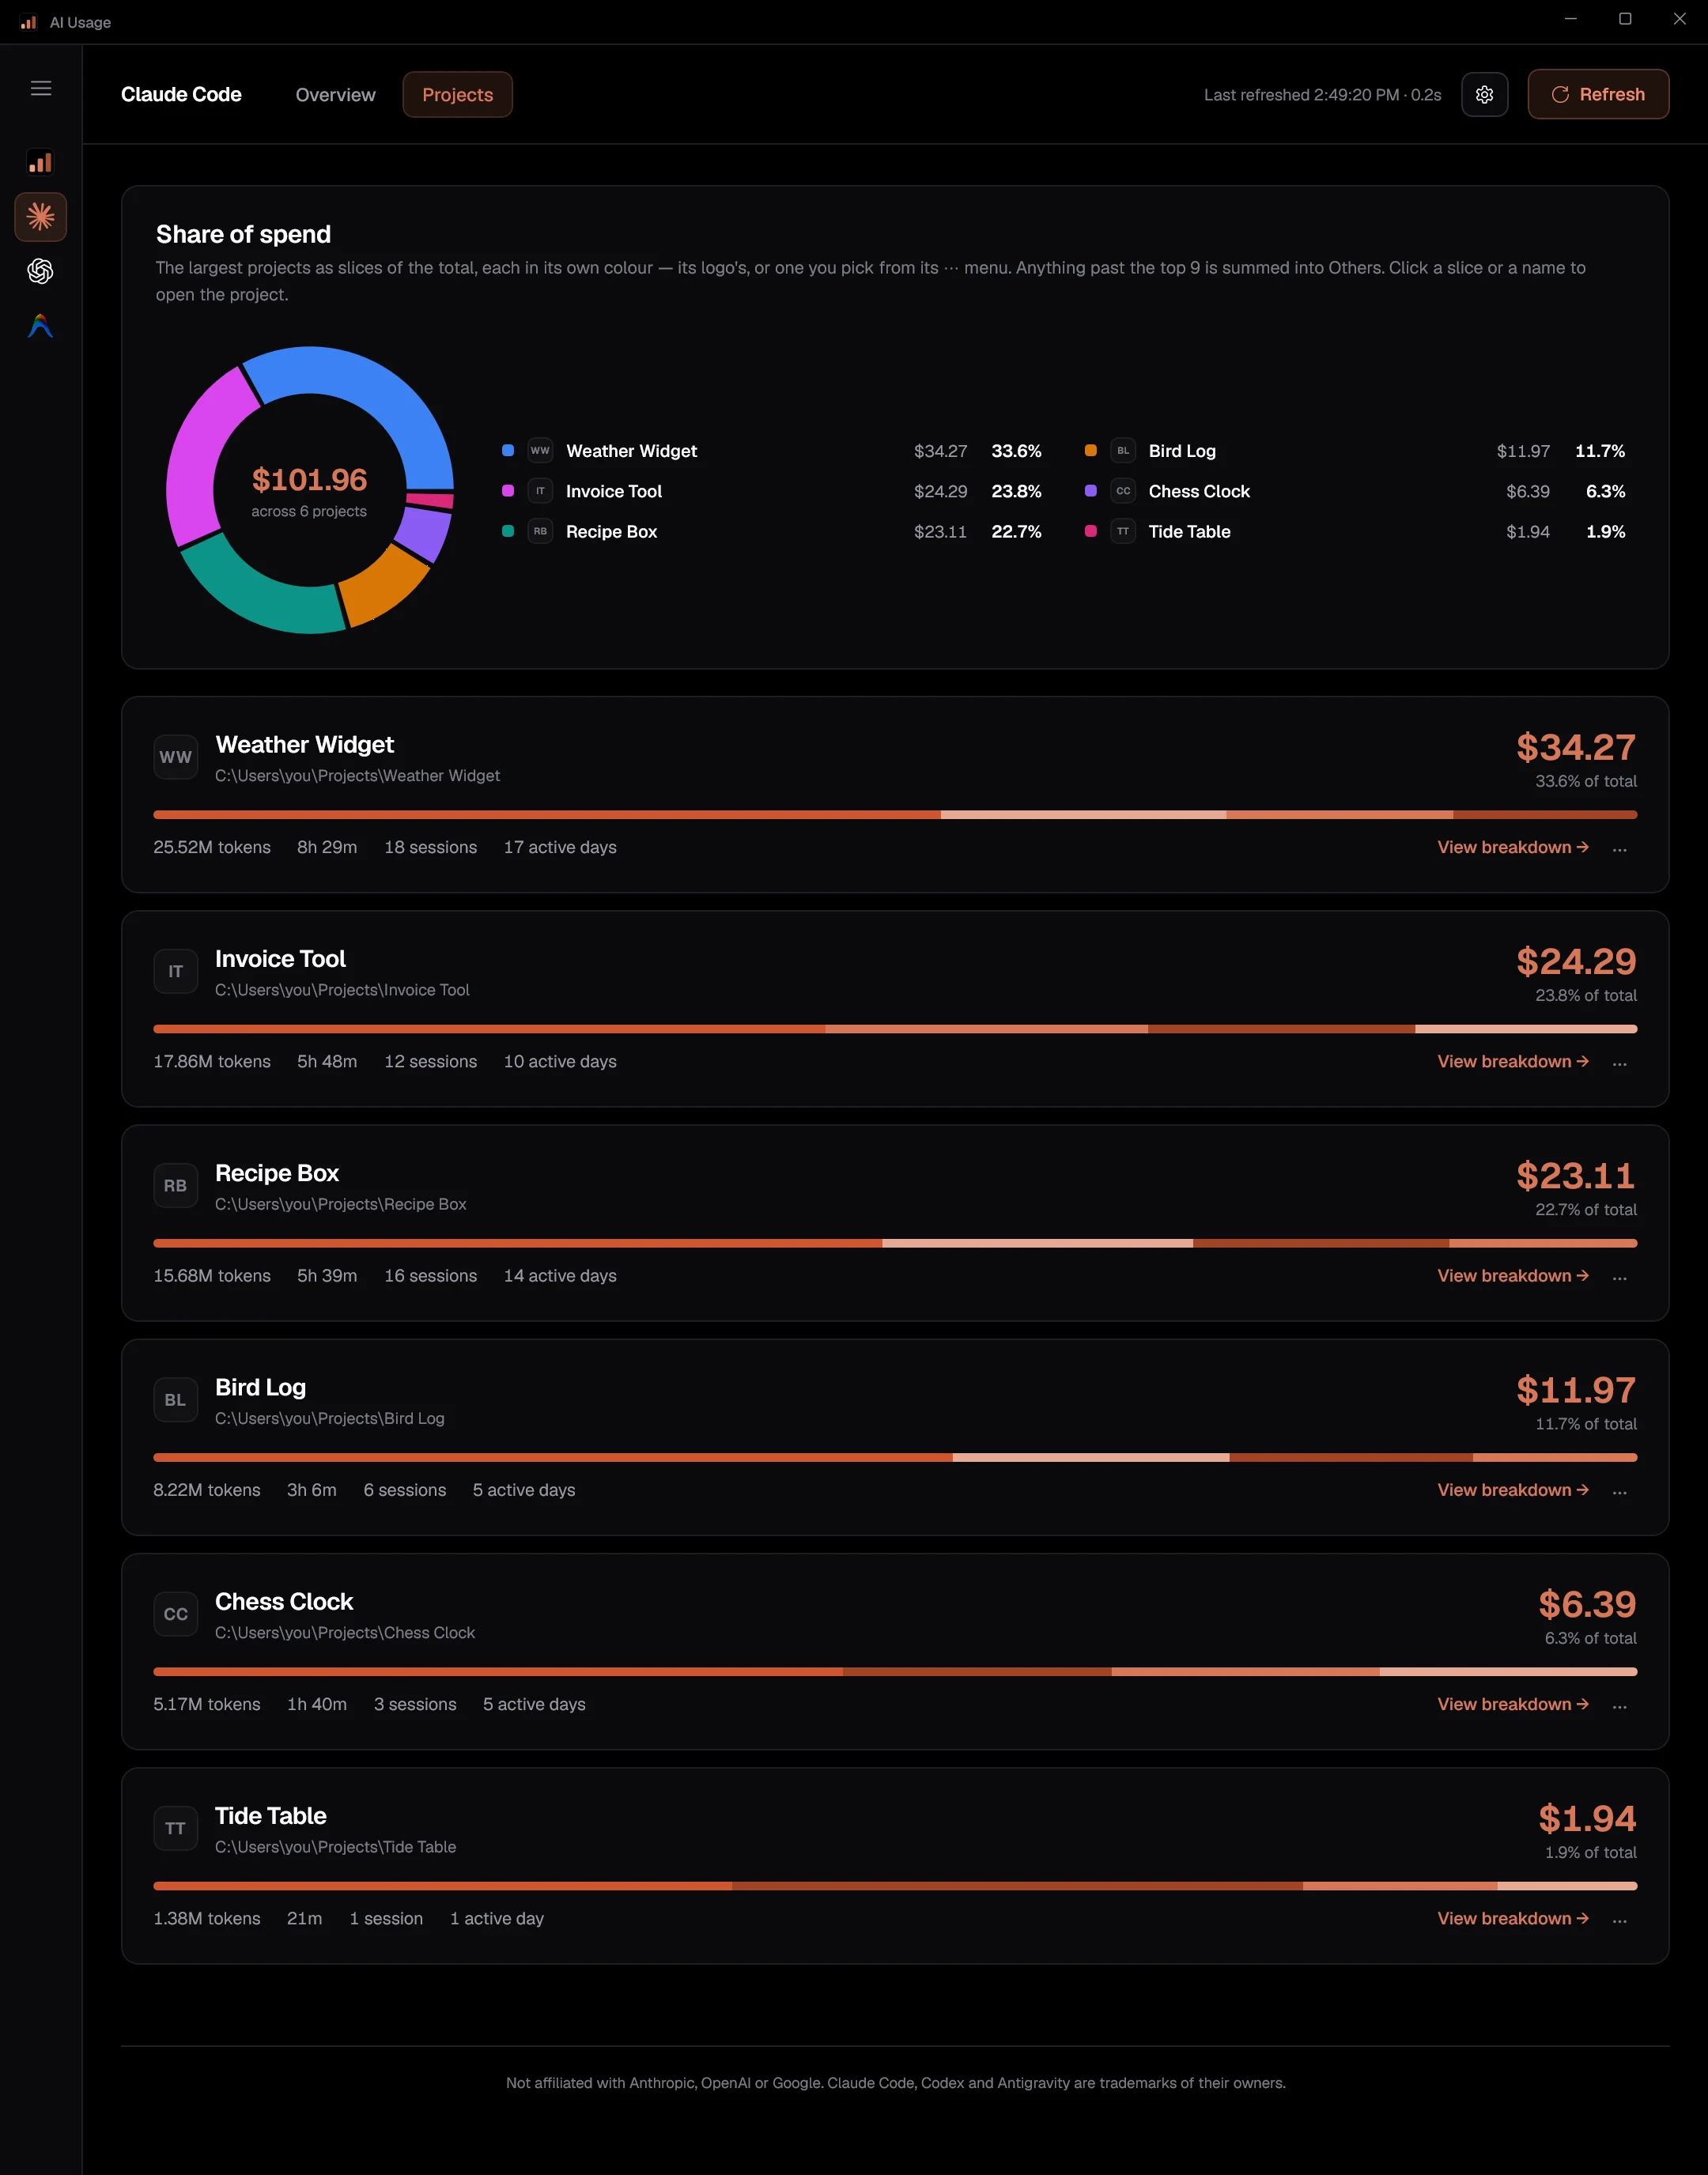 AI Usage
Claude Code
Overview
Projects
Last refreshed 2:49:20 PM · 0.2s
Refresh
Share of spend
The largest projects as slices of the total, each in its own colour — its logo's, or one you pick from its ··· menu. Anything past the top 9 is summed into Others. Click a slice or a name to
open the project.
$101.96
across 6 projects
WW Weather Widget $34.27 33.6%
IT Invoice Tool $24.29 23.8%
RB Recipe Box $23.11 22.7%
BL Bird Log $11.97 11.7%
CC Chess Clock $6.39 6.3%
TT Tide Table $1.94 1.9%
WW
Weather Widget
C:\Users\you\Projects\Weather Widget
$34.27
33.6% of total
25.52M tokens 8h 29m 18 sessions 17 active days
View breakdown → ...
IT
Invoice Tool
C:\Users\you\Projects\Invoice Tool
$24.29
23.8% of total
17.86M tokens 5h 48m 12 sessions 10 active days
View breakdown → ...
RB
Recipe Box
C:\Users\you\Projects\Recipe Box
$23.11
22.7% of total
15.68M tokens 5h 39m 16 sessions 14 active days
View breakdown → ...
BL
Bird Log
C:\Users\you\Projects\Bird Log
$11.97
11.7% of total
8.22M tokens 3h 6m 6 sessions 5 active days
View breakdown → ...
CC
Chess Clock
C:\Users\you\Projects\Chess Clock
$6.39
6.3% of total
5.17M tokens 1h 40m 3 sessions 5 active days
View breakdown → ...
TT
Tide Table
C:\Users\you\Projects\Tide Table
$1.94
1.9% of total
1.38M tokens 21m 1 session 1 active day
View breakdown → ...
Not affiliated with Anthropic, OpenAI or Google. Claude Code, Codex and Antigravity are trademarks of their owners.